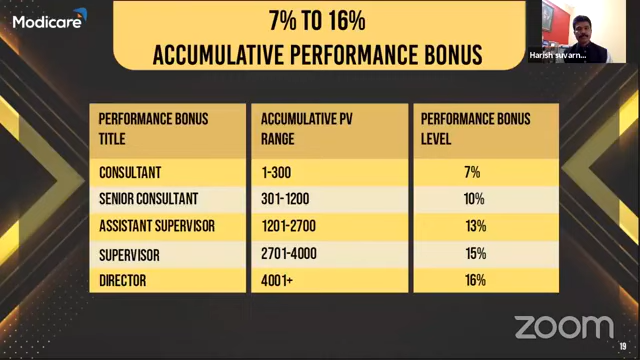 Modicare
7% TO 16%
ACCUMULATIVE PERFORMANCE BONUS
Harish suvarn...
PERFORMANCE BONUS TITLE
ACCUMULATIVE PV RANGE
PERFORMANCE BONUS LEVEL
CONSULTANT 1-300 7%
SENIOR CONSULTANT 301-1200 10%
ASSISTANT SUPERVISOR 1201-2700 13%
SUPERVISOR 2701-4000 15%
DIRECTOR 4001+ 16%
zoom
19